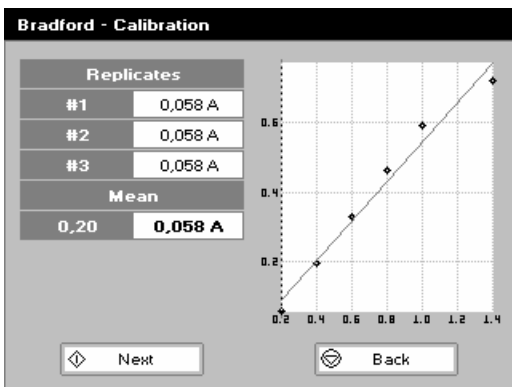 Bradford - Calibration
Replicates
#1 0,058 A
#2 0,058 A
#3 0,058 A
Mean
0,20 0,058 A
0.6
0.4
0.2
0.2 0.4 0.6 0.8 1.0 1.2 1.4
Next Back